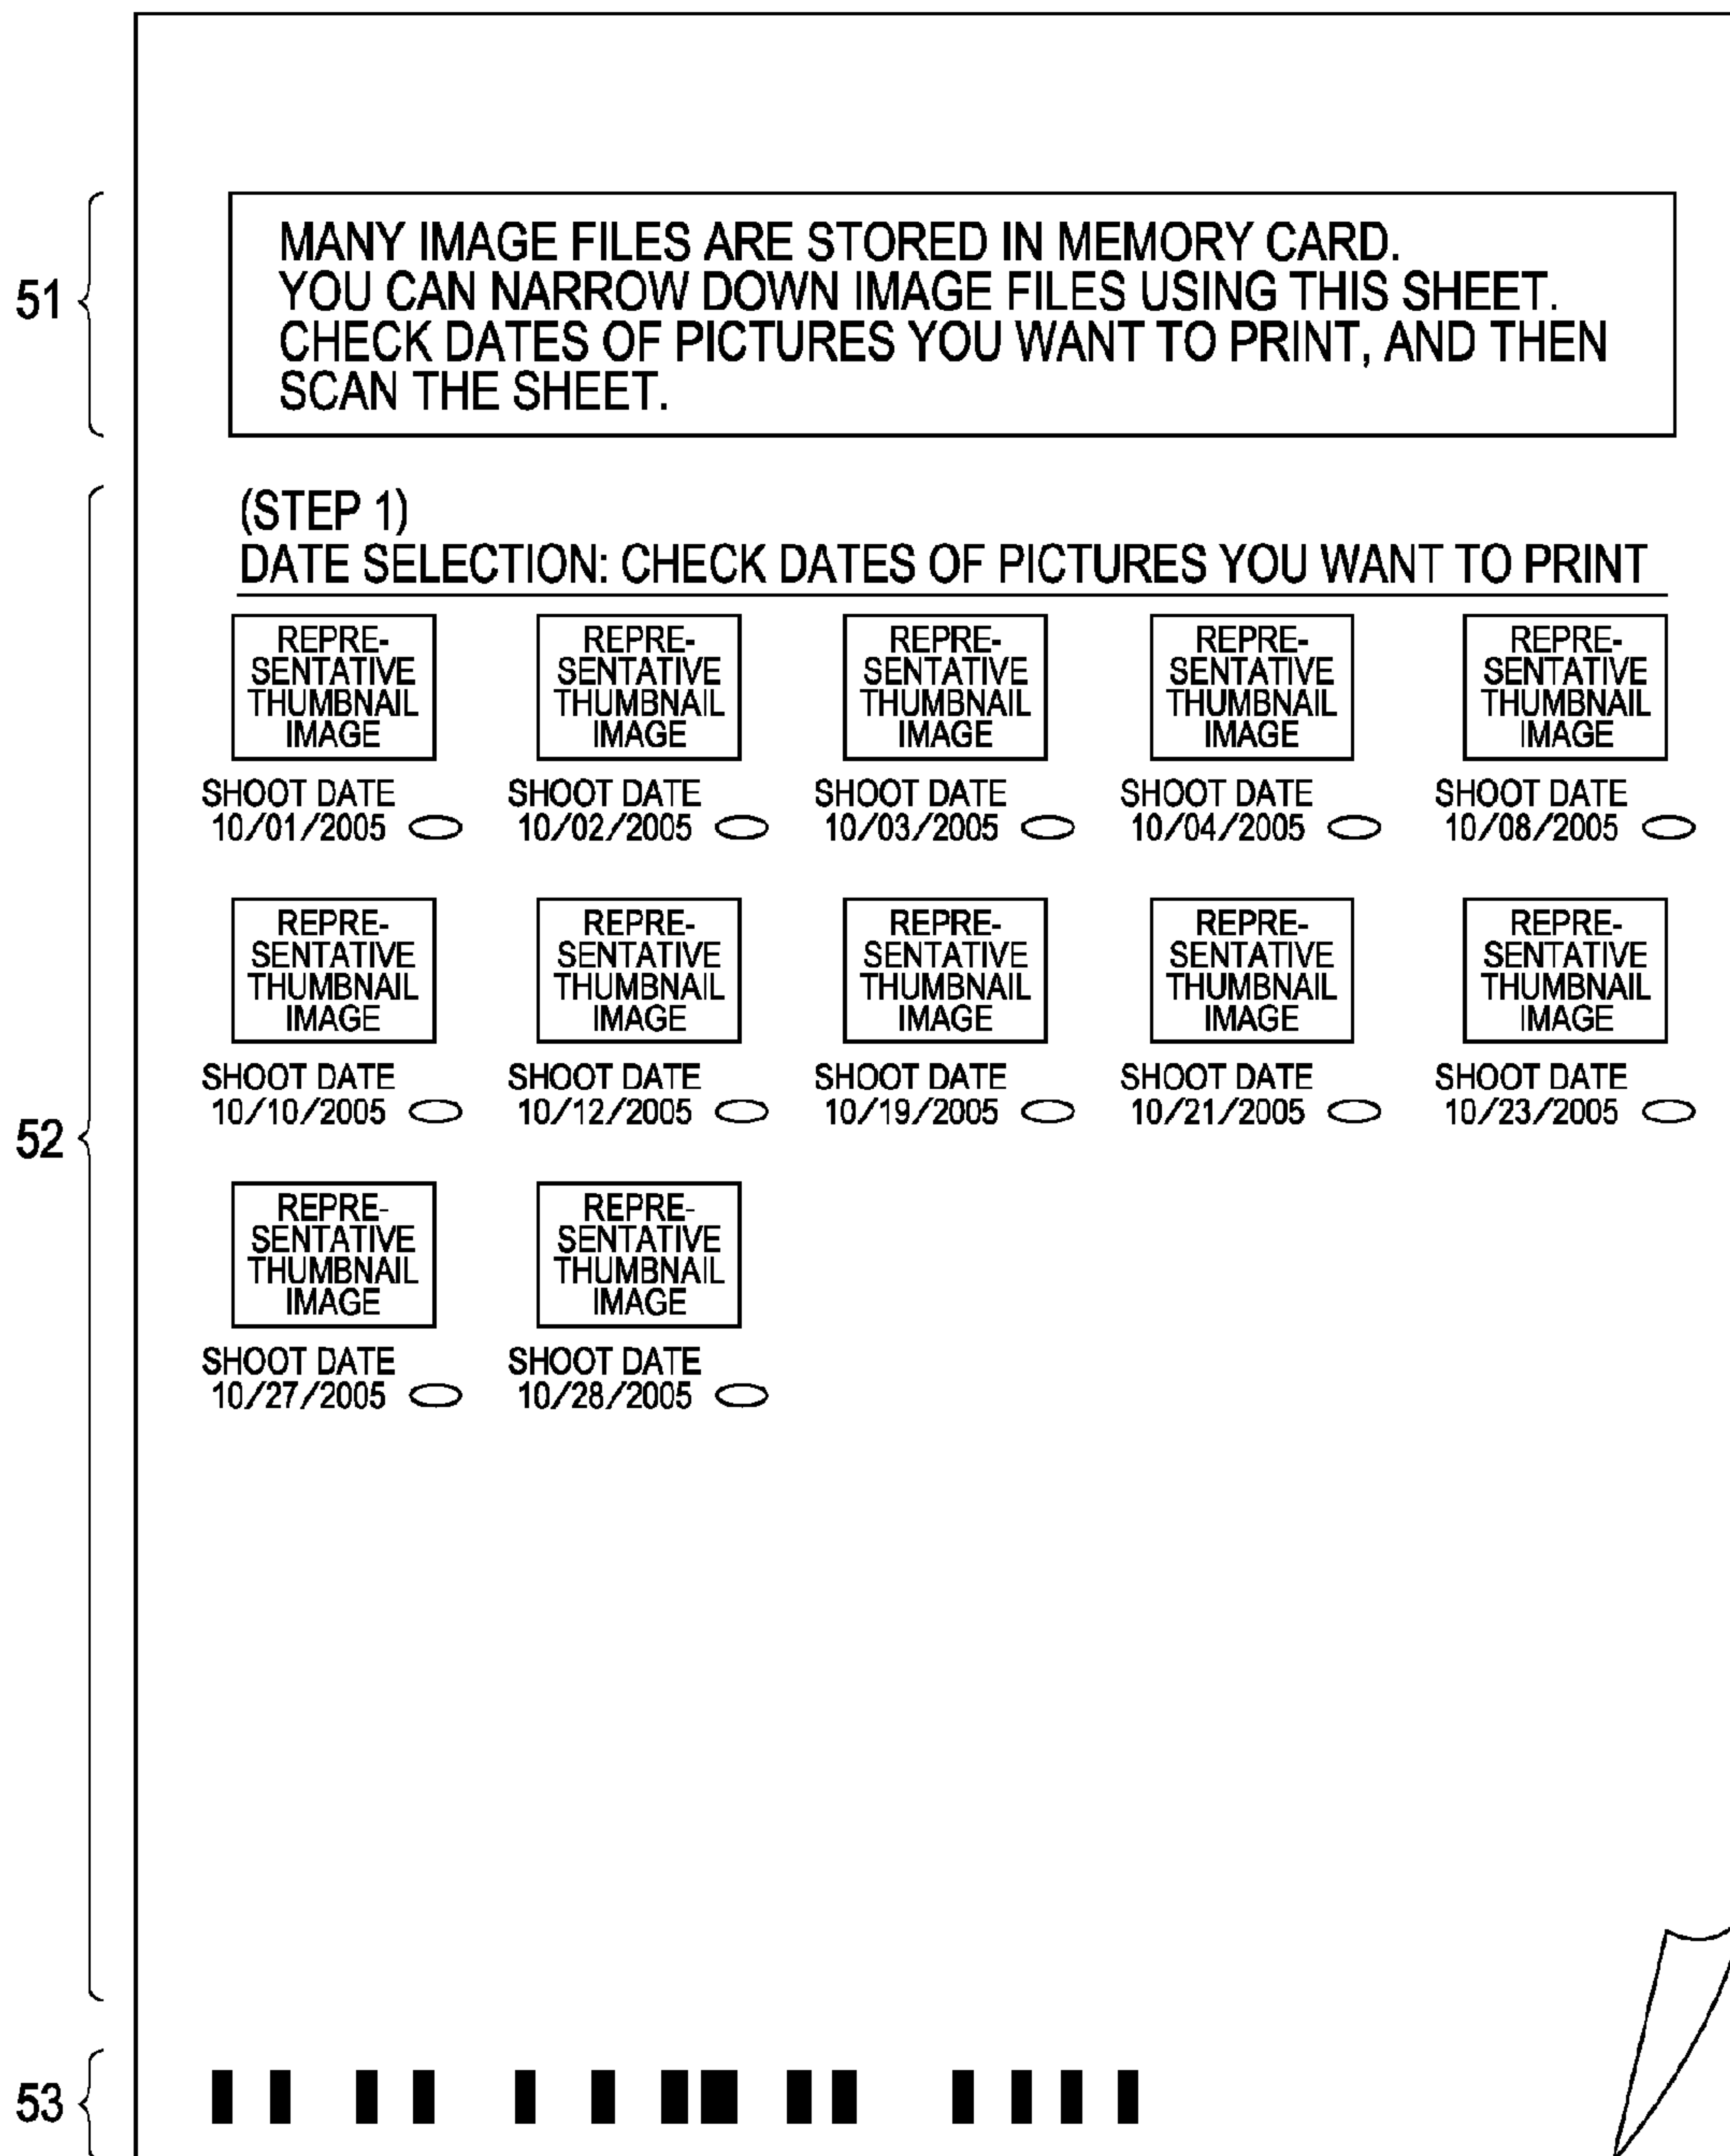 51
MANY IMAGE FILES ARE STORED IN MEMORY CARD.
YOU CAN NARROW DOWN IMAGE FILES USING THIS SHEET.
CHECK DATES OF PICTURES YOU WANT TO PRINT, AND THEN
SCAN THE SHEET.
52
(STEP 1)
DATE SELECTION: CHECK DATES OF PICTURES YOU WANT TO PRINT
REPRE-
SENTATIVE
THUMBNAIL
IMAGE
SHOOT DATE
10/01/2005
REPRE-
SENTATIVE
THUMBNAIL
IMAGE
SHOOT DATE
10/02/2005
REPRE-
SENTATIVE
THUMBNAIL
IMAGE
SHOOT DATE
10/03/2005
REPRE-
SENTATIVE
THUMBNAIL
IMAGE
SHOOT DATE
10/04/2005
REPRE-
SENTATIVE
THUMBNAIL
IMAGE
SHOOT DATE
10/08/2005
REPRE-
SENTATIVE
THUMBNAIL
IMAGE
SHOOT DATE
10/10/2005
REPRE-
SENTATIVE
THUMBNAIL
IMAGE
SHOOT DATE
10/12/2005
REPRE-
SENTATIVE
THUMBNAIL
IMAGE
SHOOT DATE
10/19/2005
REPRE-
SENTATIVE
THUMBNAIL
IMAGE
SHOOT DATE
10/21/2005
REPRE-
SENTATIVE
THUMBNAIL
IMAGE
SHOOT DATE
10/23/2005
REPRE-
SENTATIVE
THUMBNAIL
IMAGE
SHOOT DATE
10/27/2005
REPRE-
SENTATIVE
THUMBNAIL
IMAGE
SHOOT DATE
10/28/2005
53